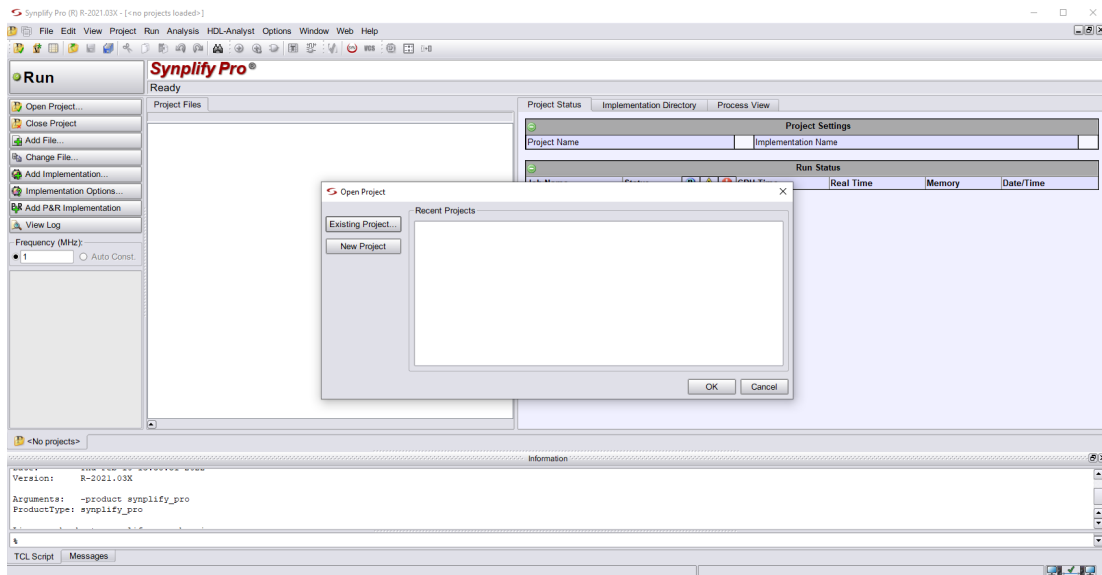 Synplify Pro (R) R-2021.03X - [<no projects loaded>]
File Edit View Project Run Analysis HDL-Analyst Options Window Web Help
Run
Synplify Pro®
Ready
Open Project...
Close Project
Add File...
Change File...
Add Implementation...
Implementation Options...
Add P&R Implementation
View Log
Frequency (MHz):
1
Auto Const.
Project Files
Project Status Implementation Directory Process View
Project Settings
Project Name Implementation Name
Run Status
Real Time Memory Date/Time
Open Project
Existing Project...
New Project
Recent Projects
OK Cancel
<No projects>
Information
Version: R-2021.03X
Arguments: -product synplify_pro
ProductType: synplify_pro
%
TCL Script Messages